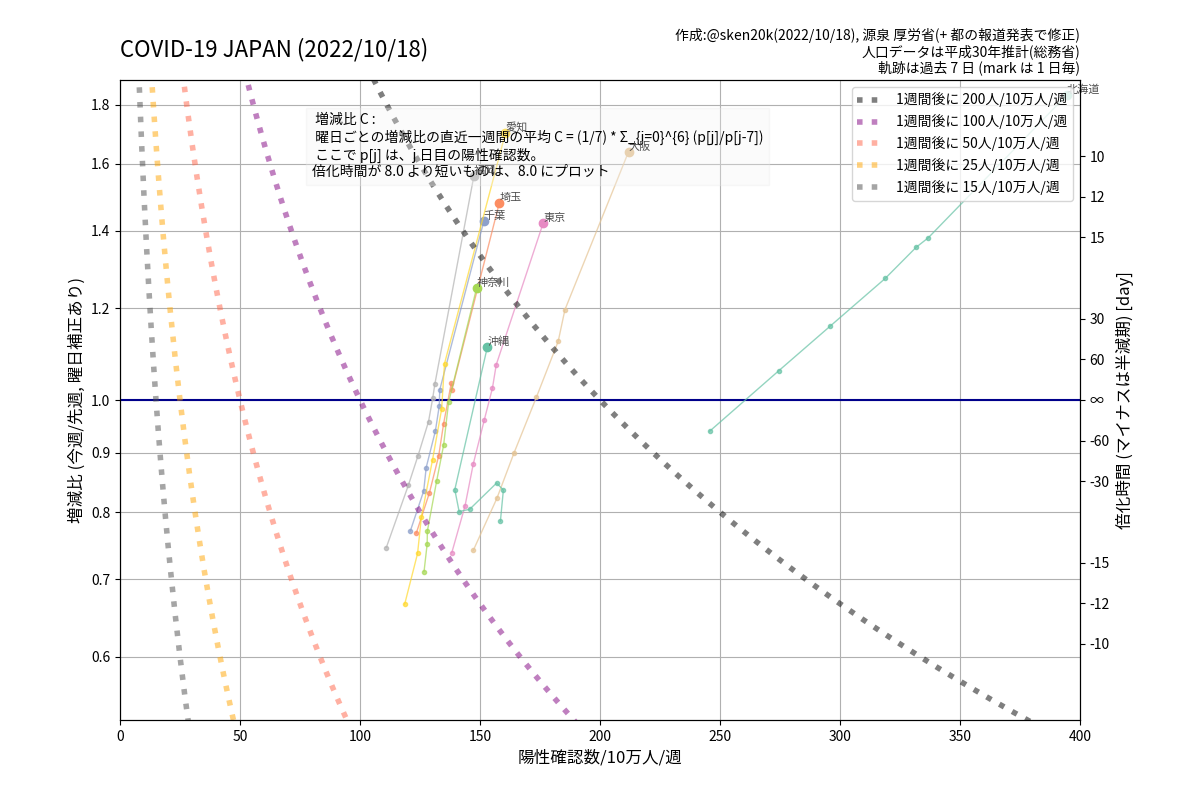 COVID-19 JAPAN (2022/10/18)
作成:@sken20k(2022/10/18), 源泉 厚労省(+ 都の報道発表で修正)
人口データは平成30年推計(総務省)
軌跡は過去 7 日 (mark は 1 日毎)
北海道
1週間後に 200人/10万人/週
1週間後に 100人/10万人/週
1週間後に 50人/10万人/週
1週間後に 25人/10万人/週
1週間後に 15人/10万人/週
増減比 C :
曜日ごとの増減比の直近一週間の平均 C = (1/7) * Σ_{j=0}^{6} (p[j]/p[j-7])
ここで p[j] は、j 日目の陽性確認数。
倍化時間が 8.0 より短いものは、8.0 にプロット
愛知
大阪
埼玉
千葉
東京
神奈川
沖縄
増減比 (今週/先週, 曜日補正あり)
1.8
1.6
1.4
1.2
1.0
0.9
0.8
0.7
0.6
倍化時間 (マイナスは半減期) [day]
10
12
15
30
60
∞
-60
-30
-15
-12
-10
0 50 100 150 200 250 300 350 400
陽性確認数/10万人/週